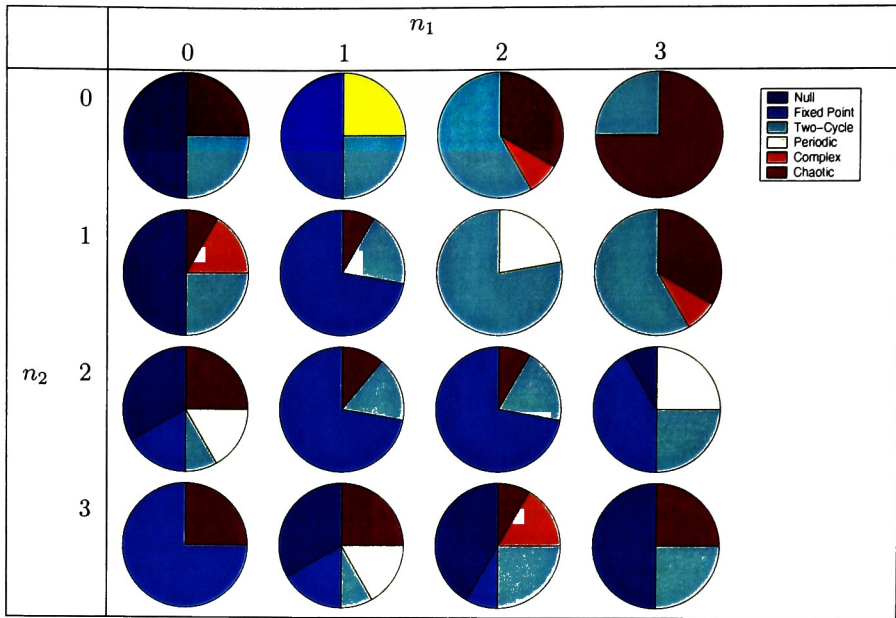 n₁
0 1 2 3
0
Null
Fixed Point
Two-Cycle
Periodic
Complex
Chaotic
1
n₂ 2
3